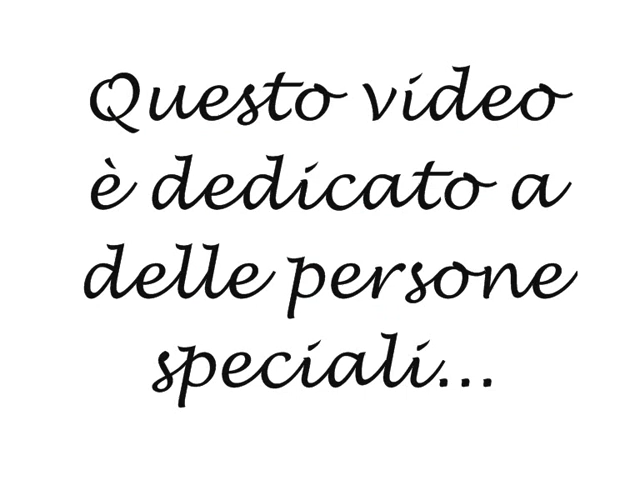 Questo video
è dedicato a
delle persone
speciali...